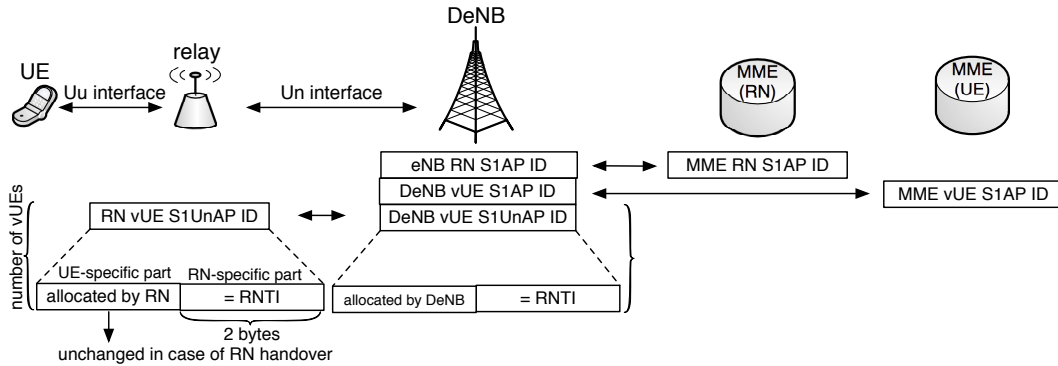 DeNB
relay
UE
Uu interface
Un interface
MME
(RN)
MME
(UE)
eNB RN S1AP ID
MME RN S1AP ID
DeNB vUE S1AP ID
MME vUE S1AP ID
RN vUE S1UnAP ID
DeNB vUE S1UnAP ID
number of vUEs
UE-specific part
RN-specific part
allocated by RN
= RNTI
allocated by DeNB
= RNTI
2 bytes
unchanged in case of RN handover